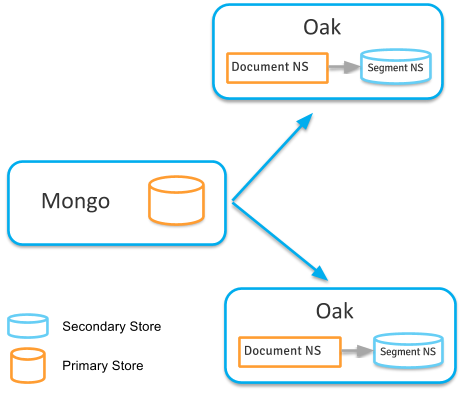 Oak
Document NS
Segment NS
Mongo
Oak
Document NS
Segment NS
Secondary Store
Primary Store